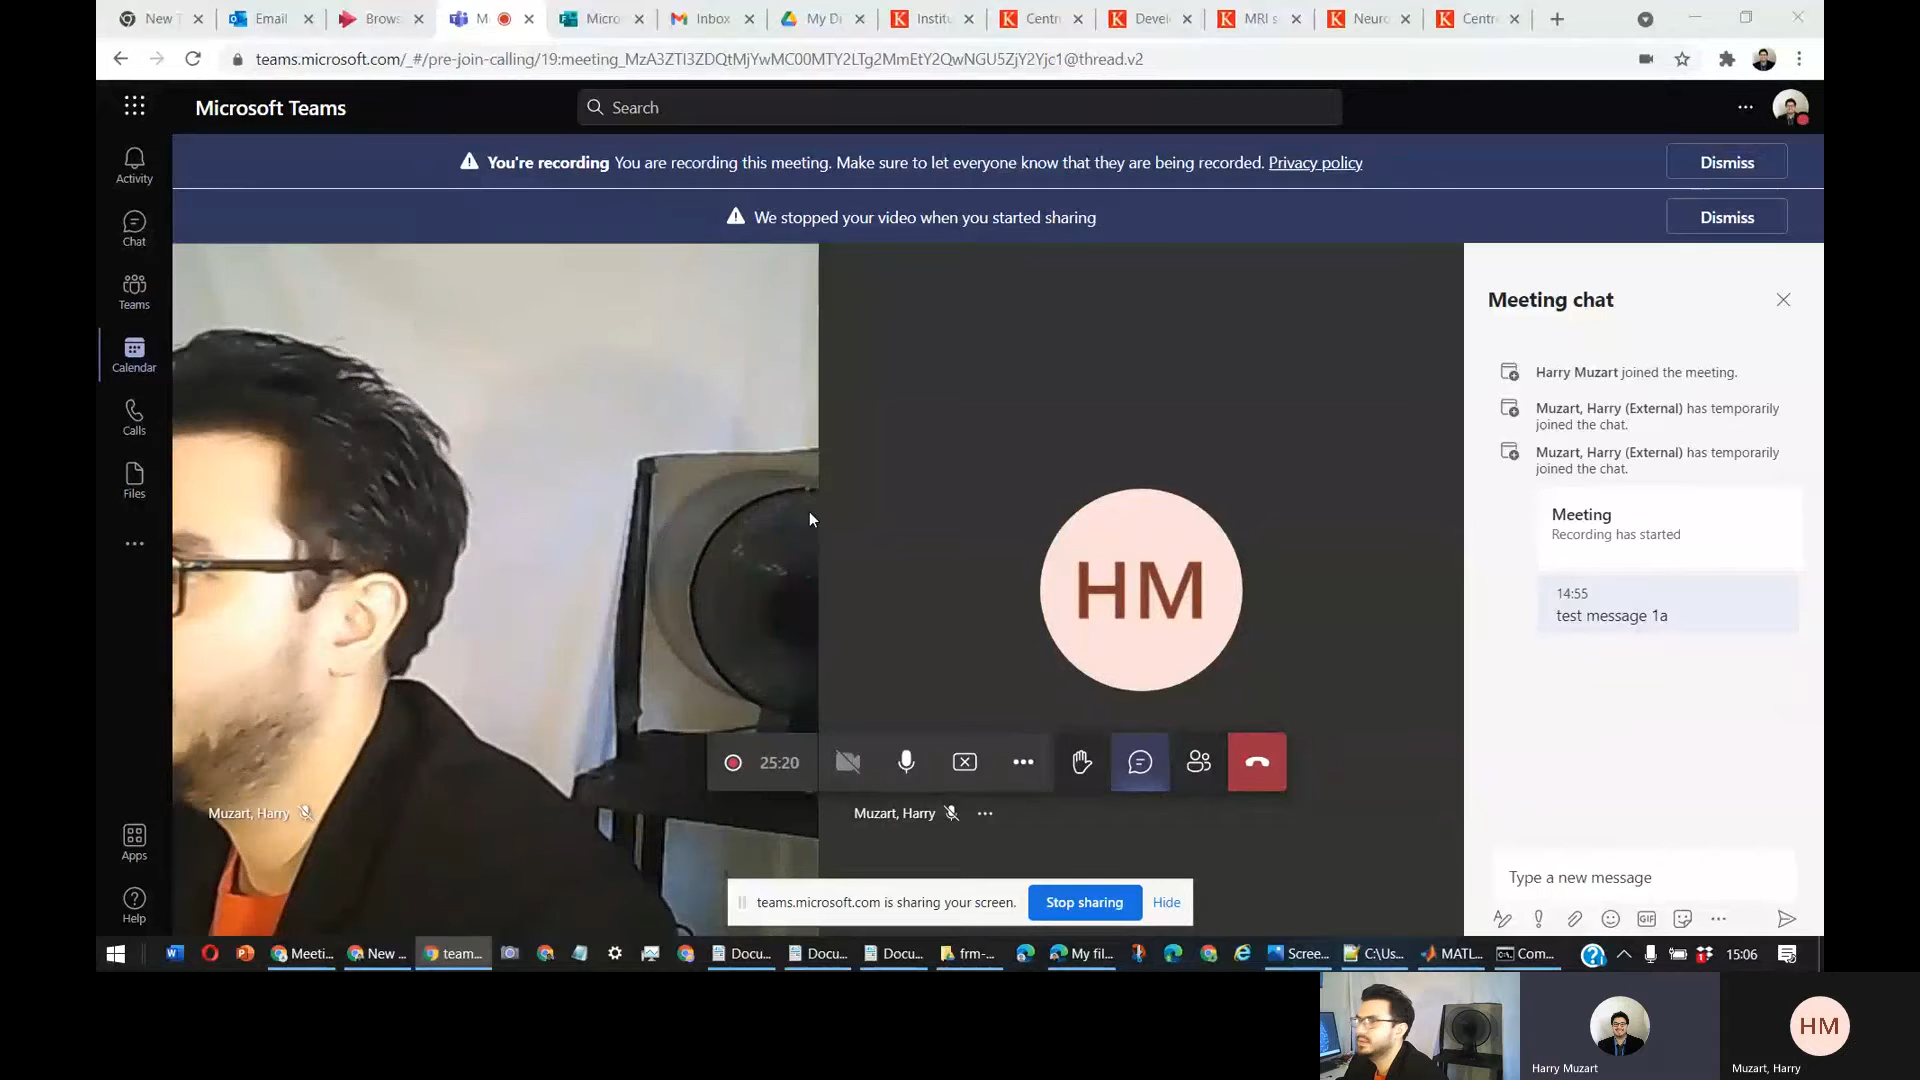 New T
Email
Brows
M
Micro
Inbox
My Dr
Institu
Centr
Devel
MRI s
Neuro
Centr
teams.microsoft.com/_#/pre-join-calling/19:meeting_MzA3ZTI3ZDQtMjYwMC00MTY2LTg2MmEtY2QwNGU5ZjY2Yjc1@thread.v2
Microsoft Teams
Search
You're recording You are recording this meeting. Make sure to let everyone know that they are being recorded. Privacy policy
Dismiss
We stopped your video when you started sharing
Dismiss
Activity
Chat
Teams
Calendar
Calls
Files
Apps
Help
HM
25:20
Muzart, Harry
Muzart, Harry
teams.microsoft.com is sharing your screen.
Stop sharing
Hide
Meeting chat
Harry Muzart joined the meeting.
Muzart, Harry (External) has temporarily
joined the chat.
Muzart, Harry (External) has temporarily
joined the chat.
Meeting
Recording has started
14:55
test message 1a
Type a new message
GIF
Meeti...
New ...
team...
Docu...
Docu...
Docu...
frm-...
My fil...
Scree...
C:\Us...
MATL...
Com...
15:06
HM
Harry Muzart
Muzart, Harry